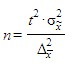 n = t² · σ²x̃ / Δ²x̃